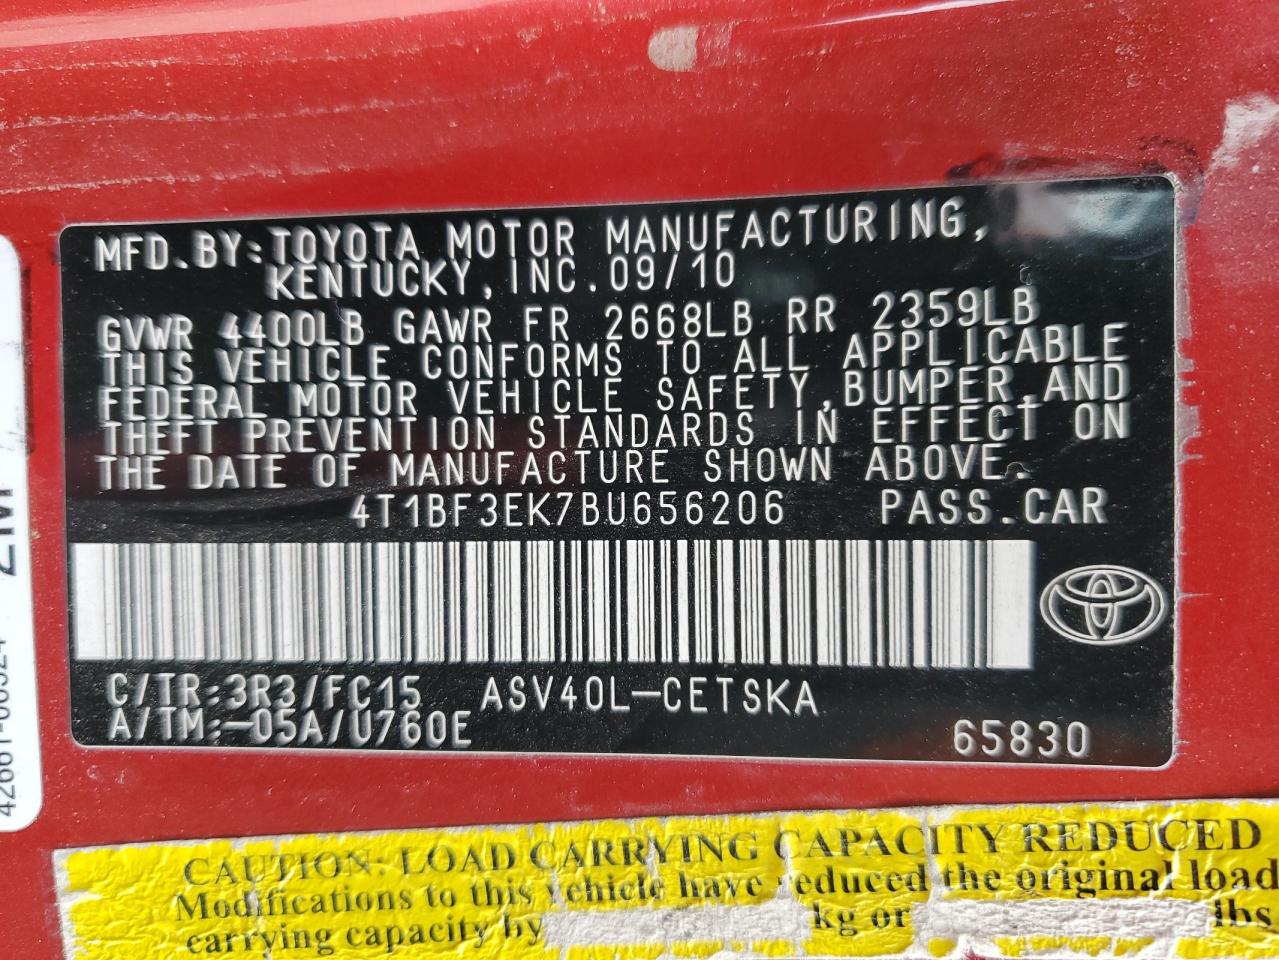 MFD.BY:TOYOTA MOTOR MANUFACTURING,
KENTUCKY,INC.09/10
GVWR 4400LB GAWR FR 2668LB RR 2359LB
THIS VEHICLE CONFORMS TO ALL APPLICABLE
FEDERAL MOTOR VEHICLE SAFETY,BUMPER,AND
THEFT PREVENTION STANDARDS IN EFFECT ON
THE DATE OF MANUFACTURE SHOWN ABOVE.
4T1BF3EK7BU656206 PASS.CAR
C/TR:3R3/FC15 ASV40L-CETSKA
A/TM:-05A/U760E
65830
CAUTION: LOAD CARRYING CAPACITY REDUCED
Modifications to this vehicle have reduced the original load
carrying capacity by kg or lbs